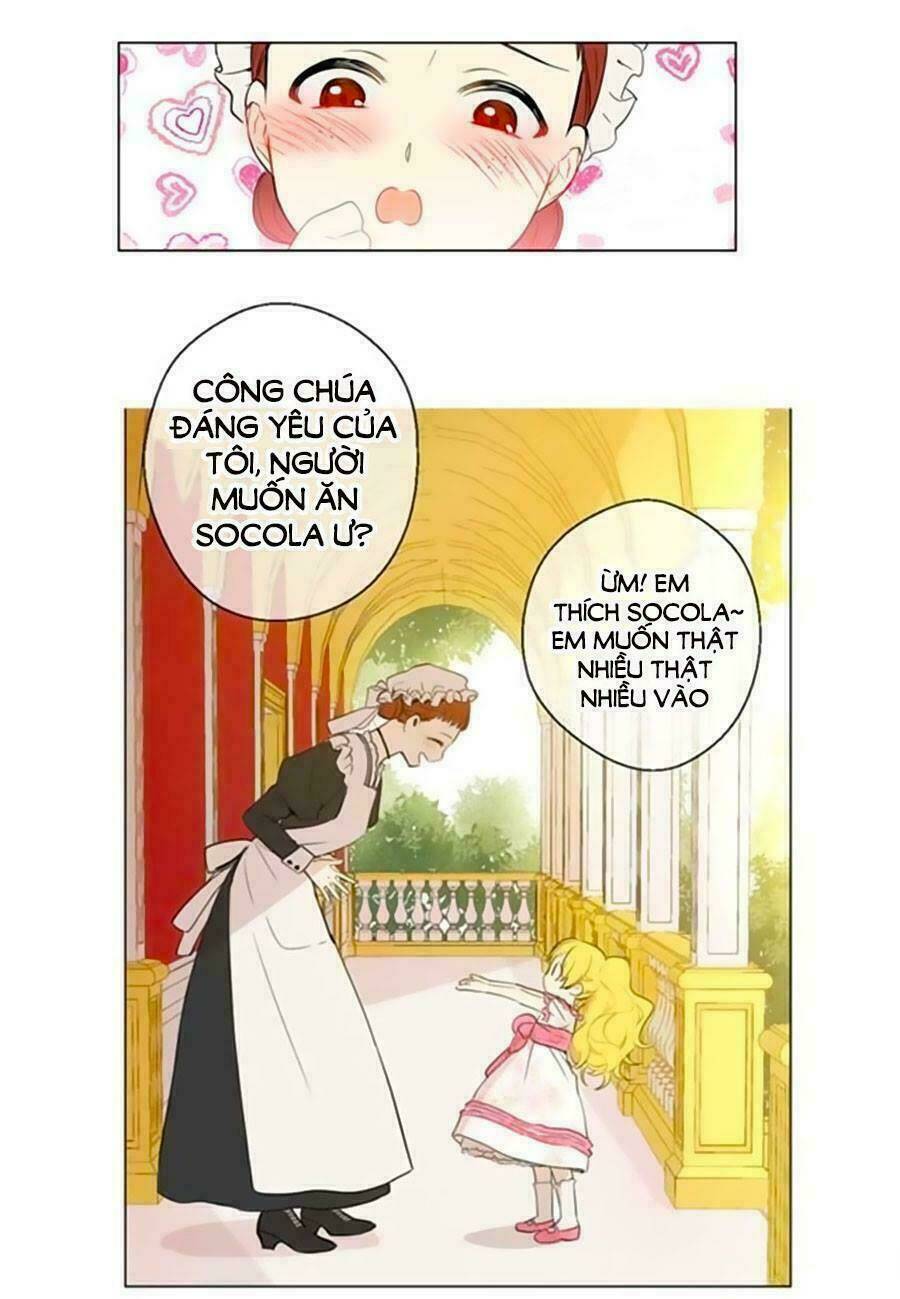 CÔNG CHÚA
ĐÁNG YÊU CỦA
TÔI, NGƯỜI
MUỐN ĂN
SOCOLA Ư?
ỪM! EM
THÍCH SOCOLA~
EM MUỐN THẬT
NHIỀU THẬT
NHIỀU VÀO